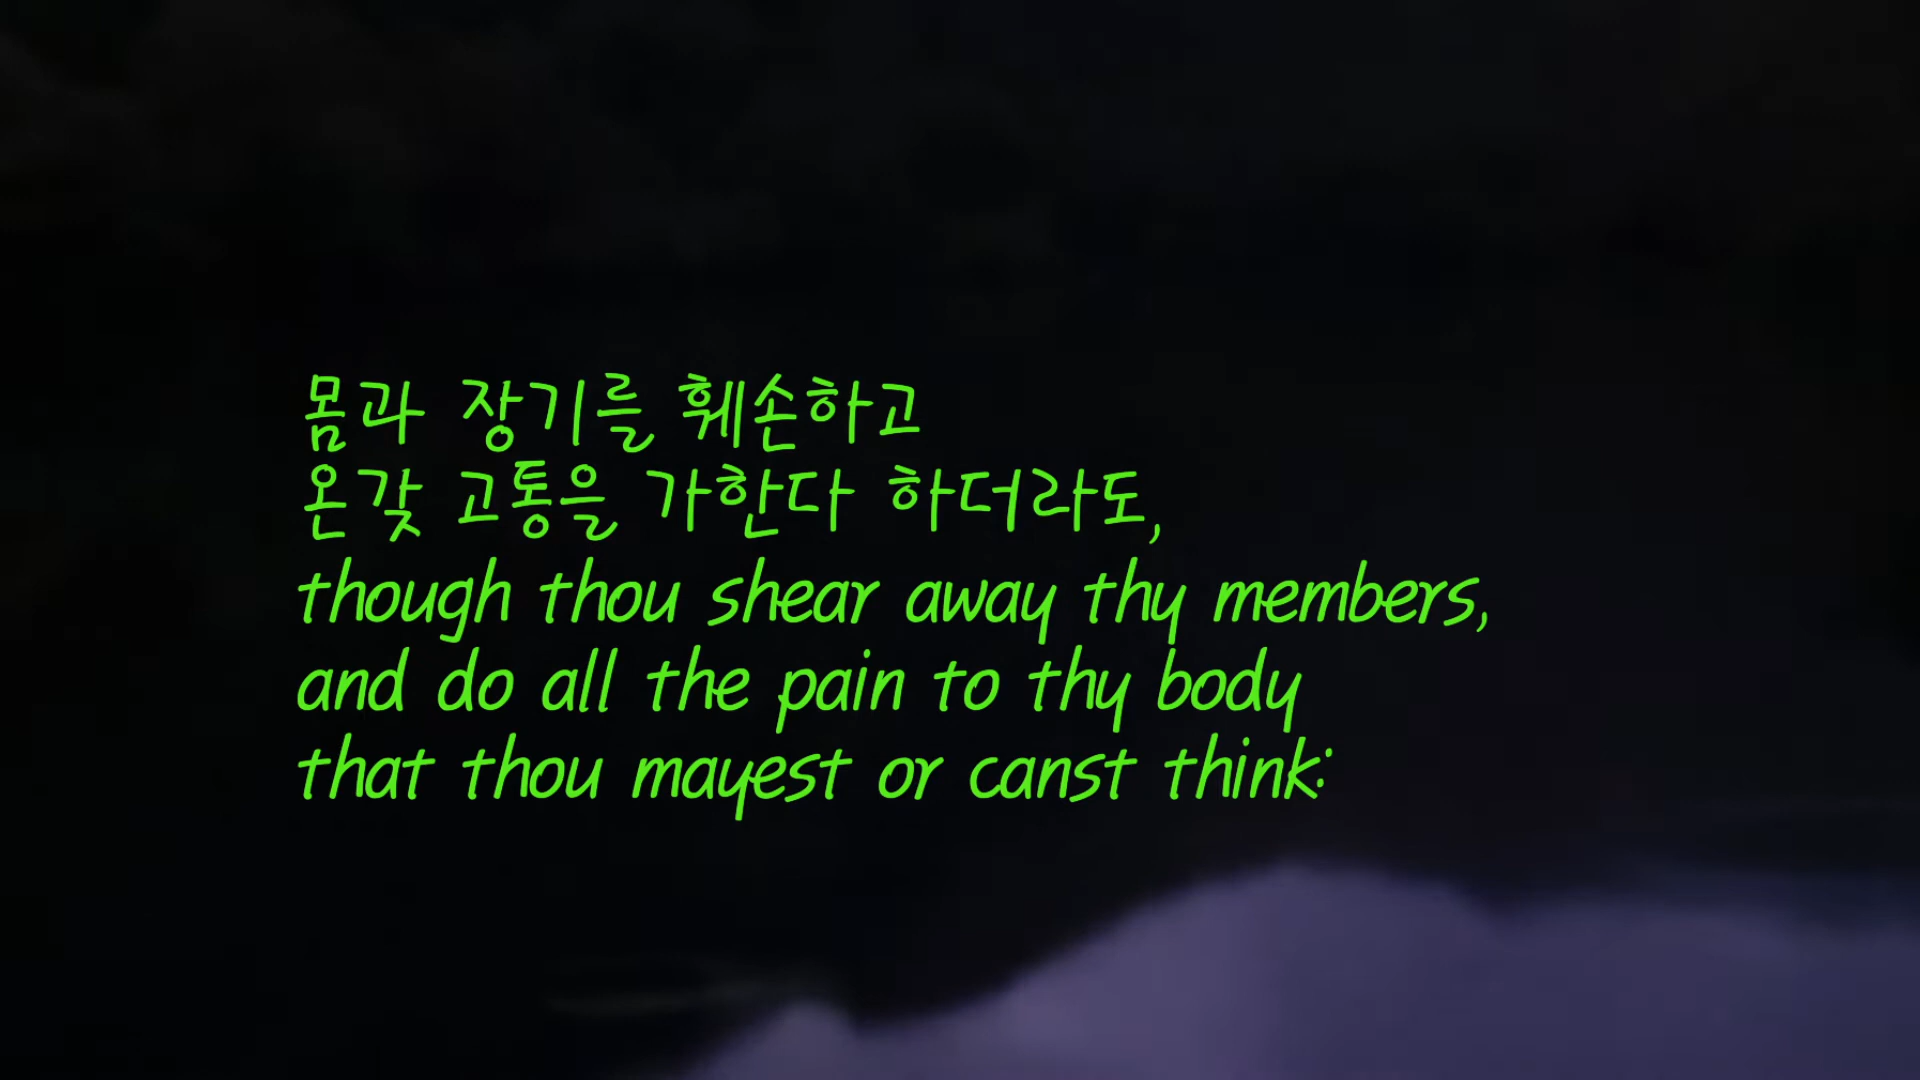 몸과 장기를 훼손하고
온갖 고통을 가한다 하더라도,
though thou shear away thy members,
and do all the pain to thy body
that thou mayest or canst think: